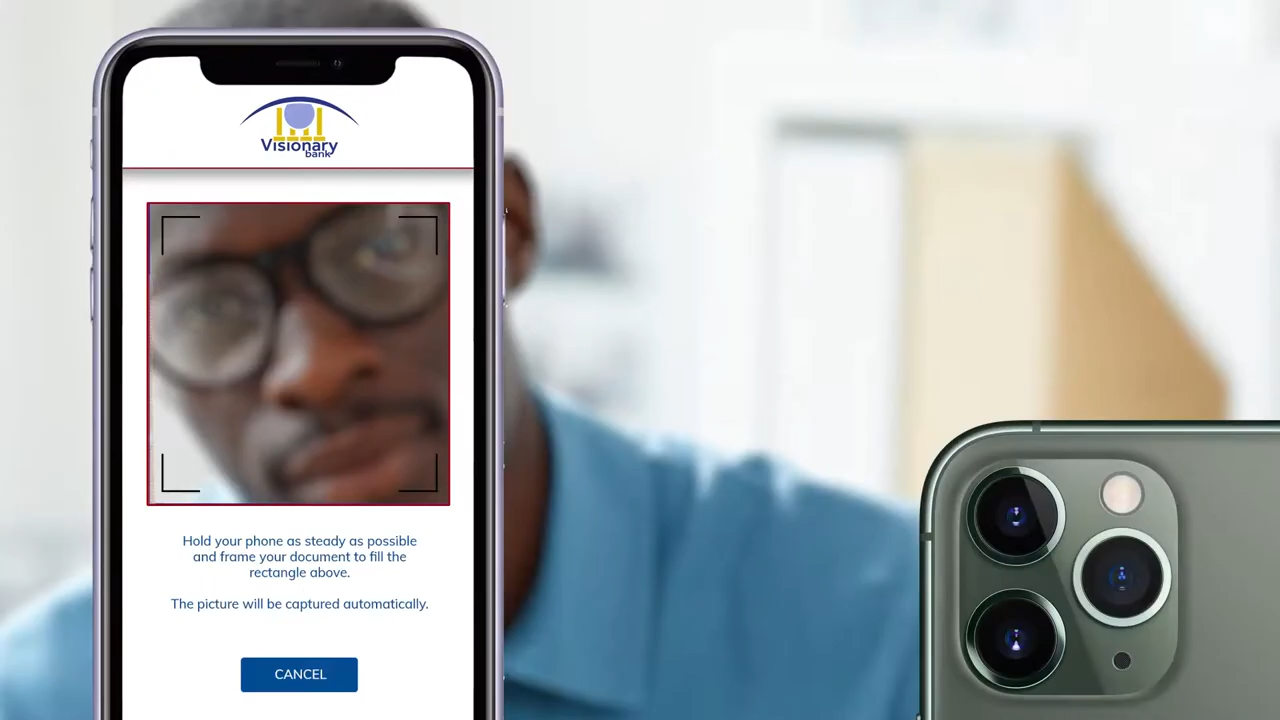 Visionary
bank
Hold your phone as steady as possible
and frame your document to fill the
rectangle above.
The picture will be captured automatically.
CANCEL